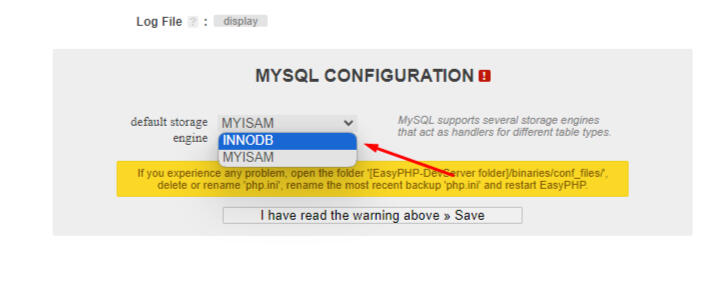 Log File ? : display
MYSQL CONFIGURATION !
default storage engine MYISAM
INNODB
MYISAM
MySQL supports several storage engines
that act as handlers for different table types.
If you experience any problem, open the folder '[EasyPHP-DevServer folder]/binaries/conf_files/',
delete or rename 'php.ini', rename the most recent backup 'php.ini' and restart EasyPHP.
I have read the warning above » Save